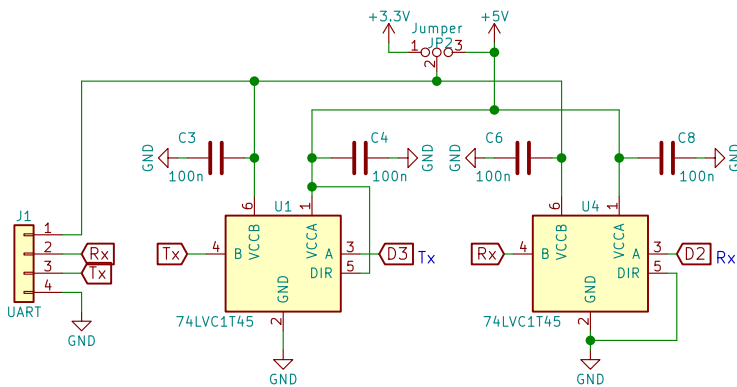 +3.3V
+5V
Jumper
JP2
1
2
3
C3
100n
GND
C4
100n
GND
C6
100n
GND
C8
100n
GND
J1
1
2
3
4
Rx
Tx
UART
GND
U1
6
1
VCCB
VCCA
Tx
4
B
A
3
D3
Tx
DIR
5
GND
2
74LVC1T45
GND
U4
6
1
VCCB
VCCA
Rx
4
B
A
3
D2
Rx
DIR
5
GND
2
74LVC1T45
GND